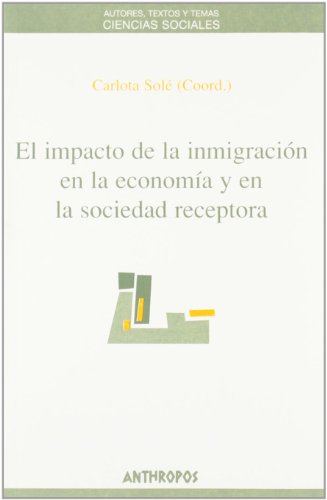 AUTORES, TEXTOS Y TEMAS
CIENCIAS SOCIALES
Carlota Solé (Coord.)
El impacto de la inmigración
en la economía y en
la sociedad receptora
ANTHROPOS